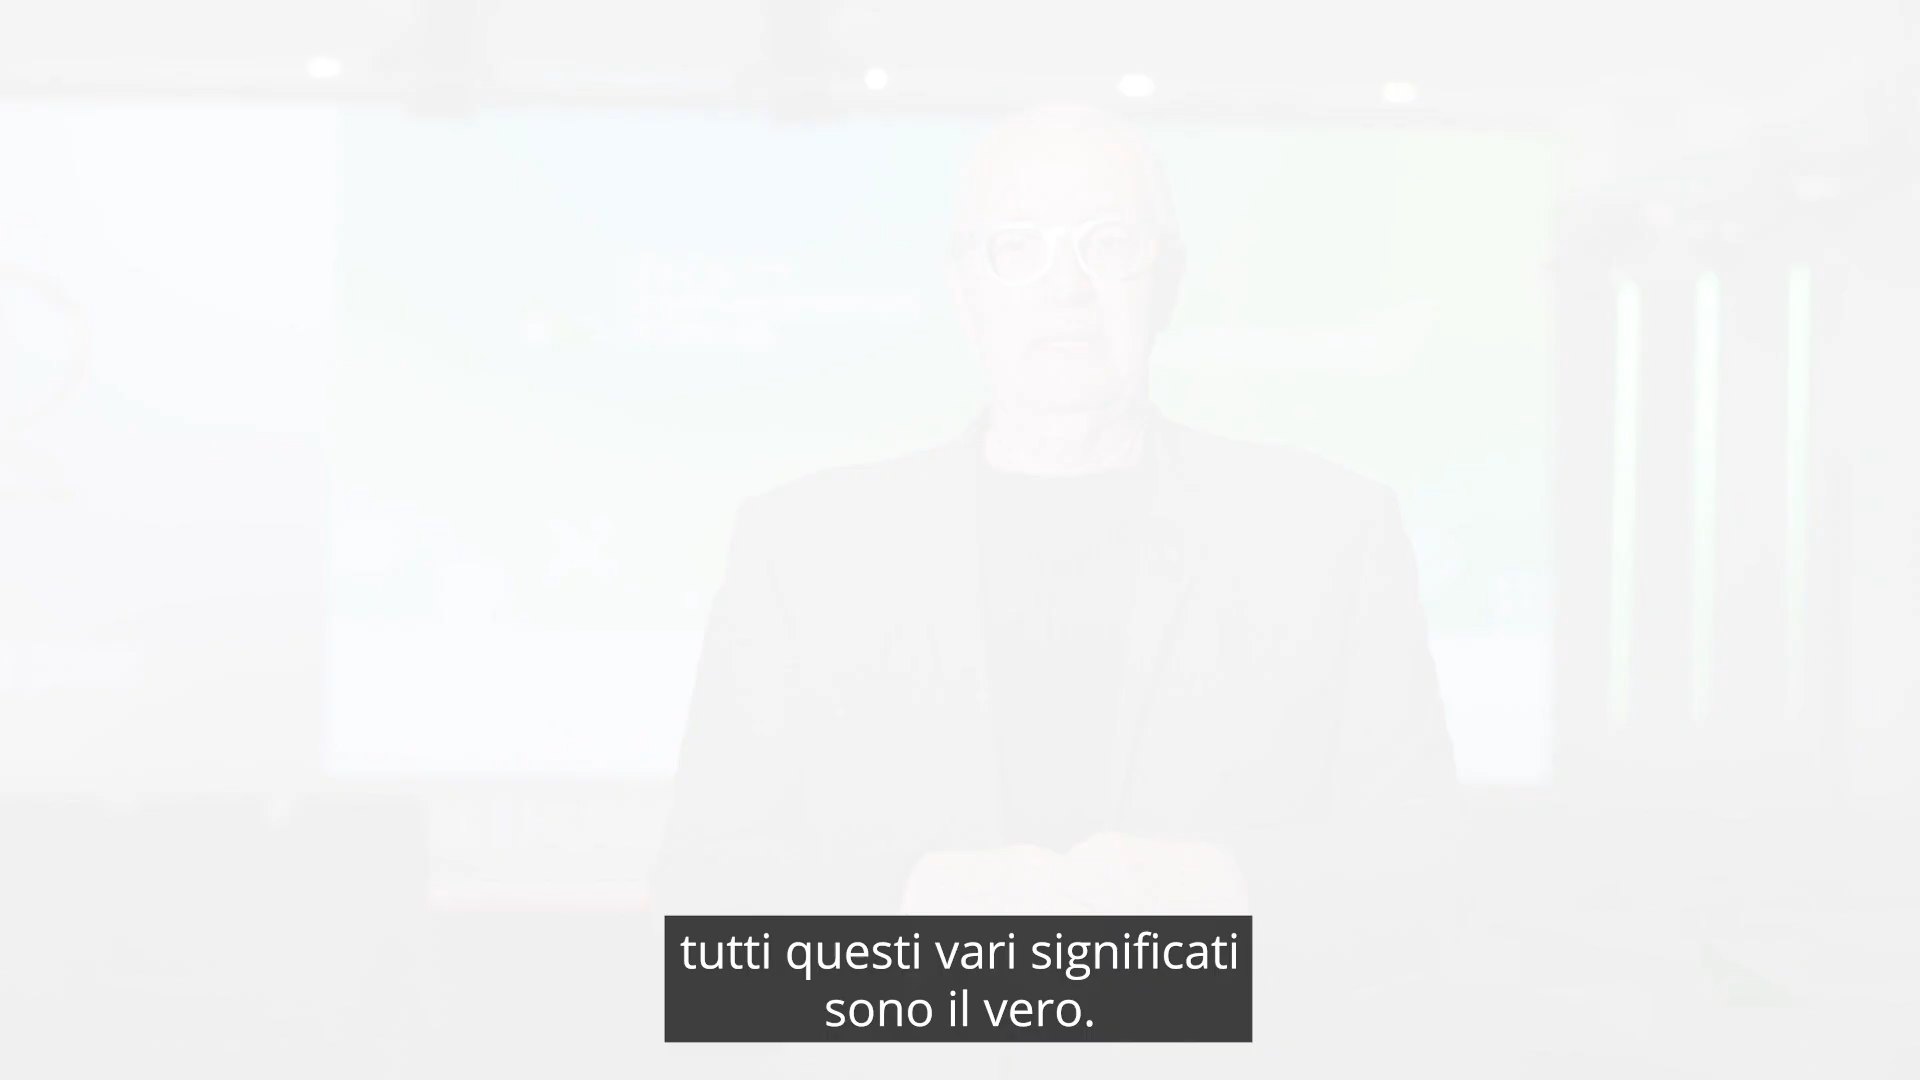 tutti questi vari significati
sono il vero.